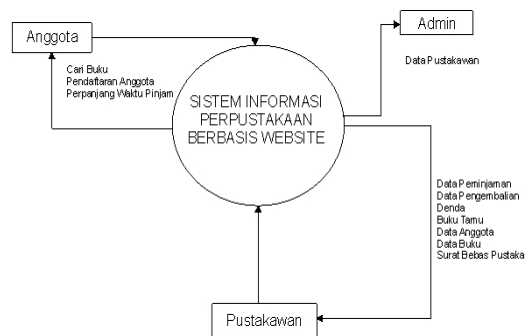 Anggota
Cari Buku
Pendaftaran Anggota
Perpanjang Waktu Pinjam
SISTEM INFORMASI
PERPUSTAKAAN
BERBASIS WEBSITE
Admin
Data Pustakawan
Data Peminjaman
Data Pengembalian
Denda
Buku Tamu
Data Anggota
Data Buku
Surat Bebas Pustaka
Pustakawan